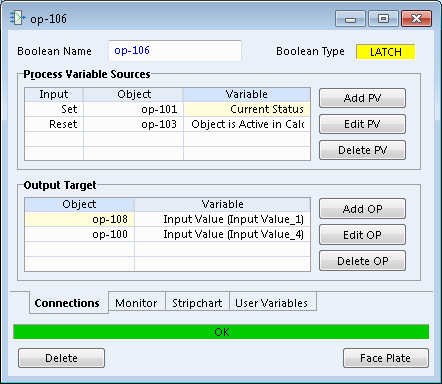 op-106
Boolean Name op-106 Boolean Type LATCH
Process Variable Sources
Input Object Variable
Set op-101 Current Status
Reset op-103 Object is Active in Calc
Add PV
Edit PV
Delete PV
Output Target
Object Variable
op-108 Input Value (Input Value_1)
op-100 Input Value (Input Value_4)
Add OP
Edit OP
Delete OP
Connections Monitor Stripchart User Variables
OK
Delete Face Plate